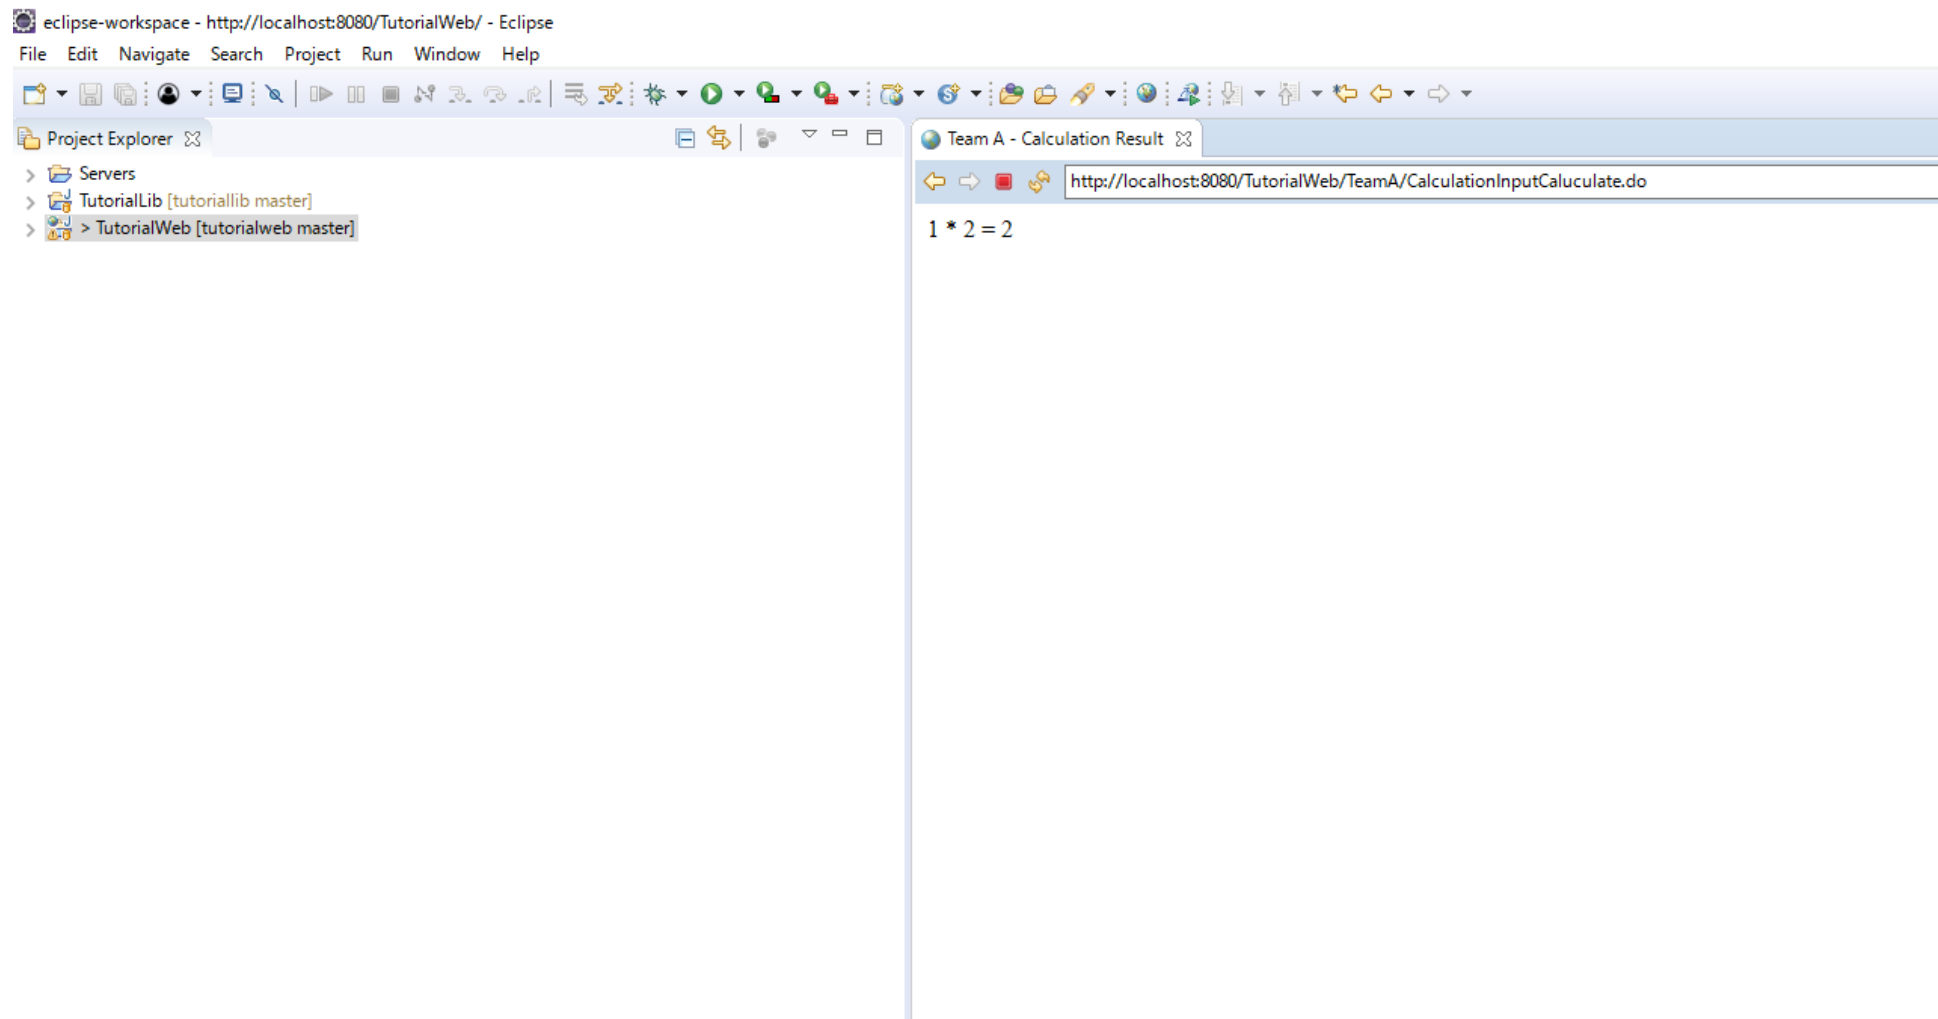 eclipse-workspace - http://localhost:8080/TutorialWeb/ - Eclipse
File Edit Navigate Search Project Run Window Help
Project Explorer
Servers
TutorialLib [tutoriallib master]
> TutorialWeb [tutorialweb master]
Team A - Calculation Result
http://localhost:8080/TutorialWeb/TeamA/CalculationInputCaluculate.do
1 * 2 = 2